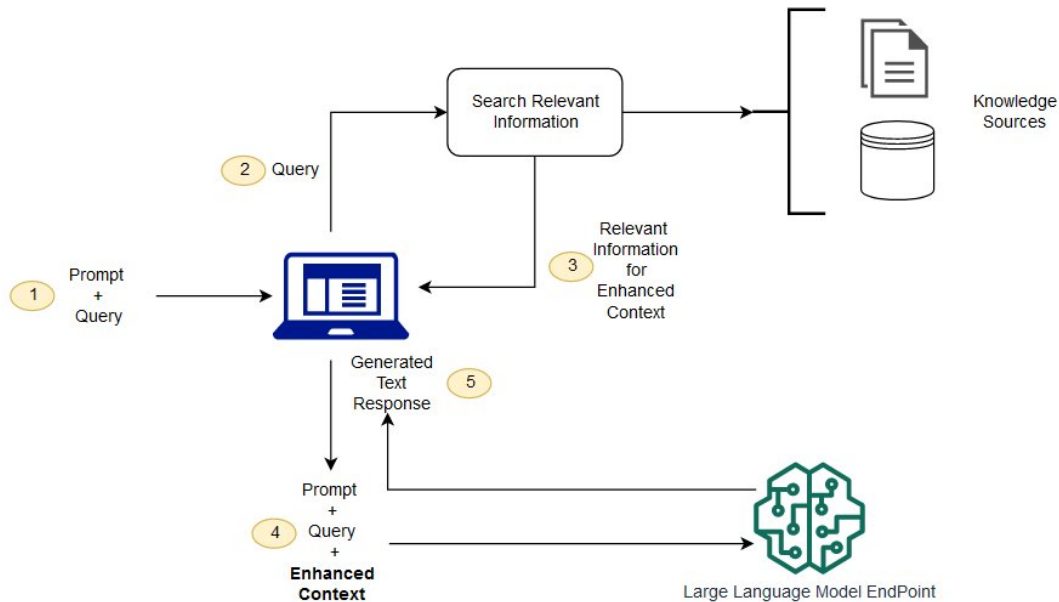 Search Relevant
Information
Knowledge
Sources
2
Query
Relevant
Information
for
Enhanced
Context
3
1
Prompt
+
Query
Generated
Text
Response
5
4
Prompt
+
Query
+
Enhanced
Context
Large Language Model EndPoint